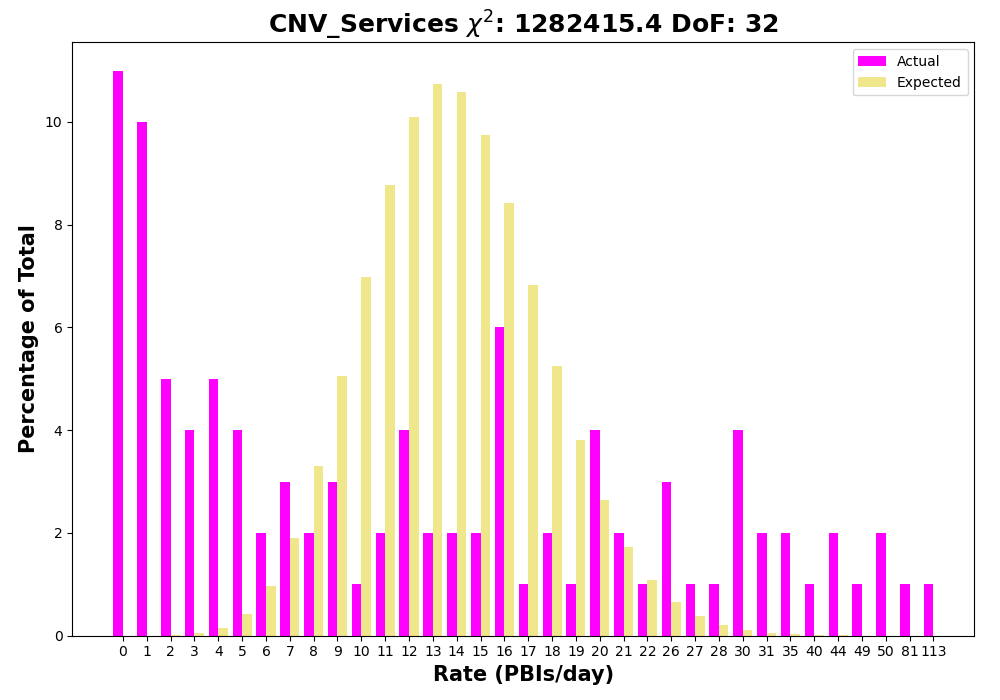 CNV_Services χ²: 1282415.4 DoF: 32
Actual
Expected
Percentage of Total
10
8
6
4
2
0
0 1 2 3 4 5 6 7 8 9 10 11 12 13 14 15 16 17 18 19 20 21 22 26 27 28 30 31 35 40 44 49 50 81 113
Rate (PBIs/day)